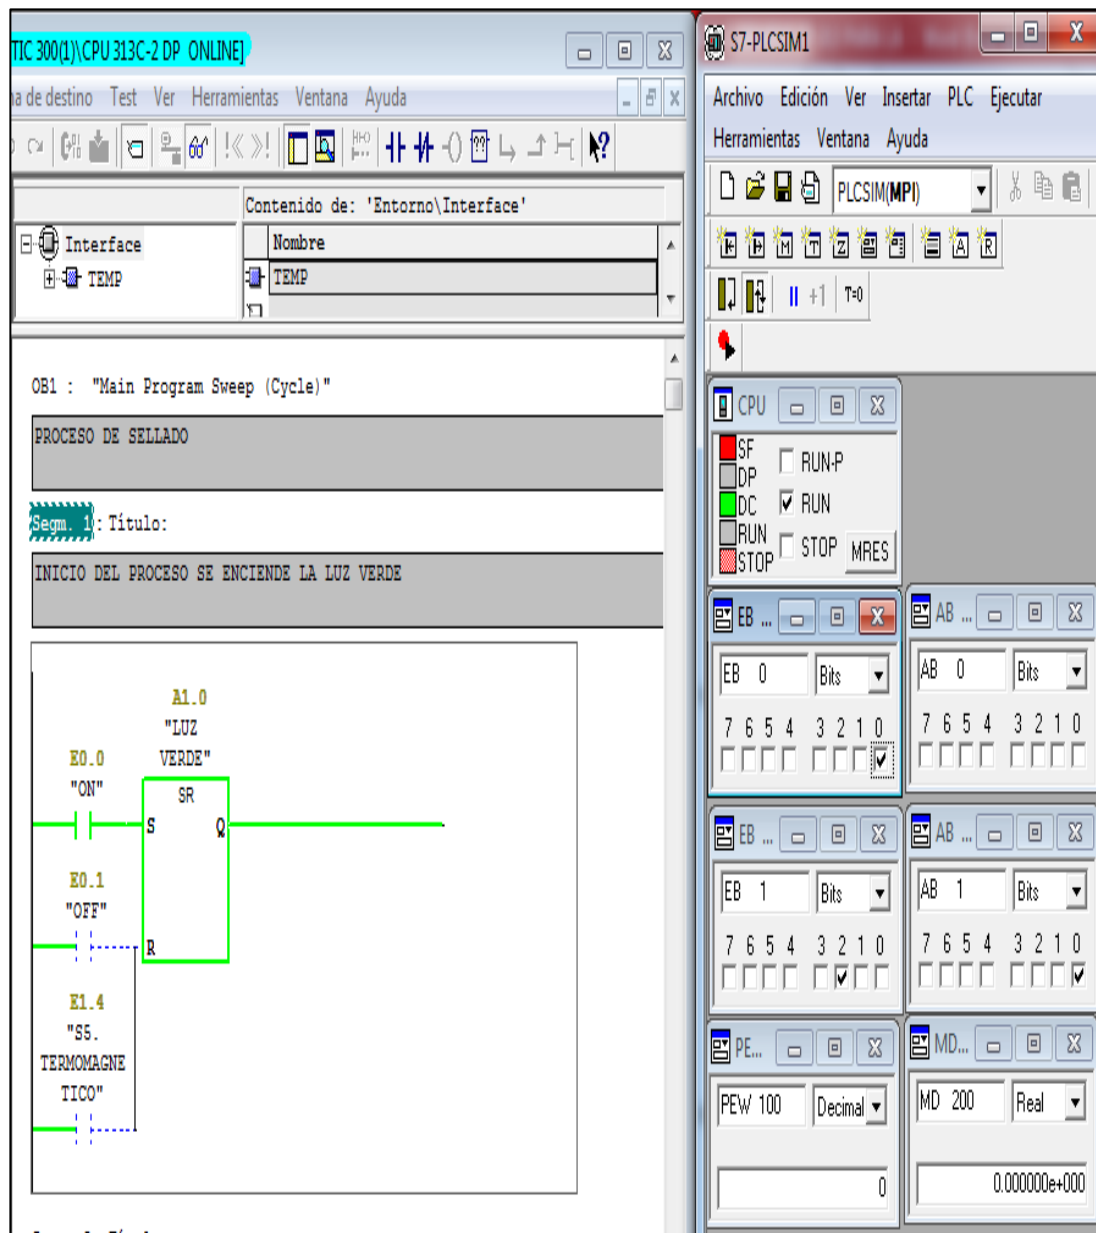 TIC 300(1)\CPU 313C-2 DP ONLINE]
na de destino Test Ver Herramientas Ventana Ayuda
Contenido de: 'Entorno\Interface'
Interface
TEMP
Nombre
TEMP
OB1 : "Main Program Sweep (Cycle)"
PROCESO DE SELLADO
Segm. 1: Título:
INICIO DEL PROCESO SE ENCIENDE LA LUZ VERDE
A1.0
"LUZ
VERDE"
E0.0
"ON"
SR
S Q
E0.1
"OFF"
R
E1.4
"S5.
TERMOMAGNE
TICO"
S7-PLCSIM1
Archivo Edición Ver Insertar PLC Ejecutar
Herramientas Ventana Ayuda
PLCSIM(MPI)
+1 T=0
CPU
SF
DP
DC
RUN
STOP
RUN-P
RUN
STOP
MRES
EB ...
EB 0 Bits
7 6 5 4 3 2 1 0
AB ...
AB 0 Bits
7 6 5 4 3 2 1 0
EB ...
EB 1 Bits
7 6 5 4 3 2 1 0
AB ...
AB 1 Bits
7 6 5 4 3 2 1 0
PE...
PEW 100 Decimal
0
MD...
MD 200 Real
0.000000e+000